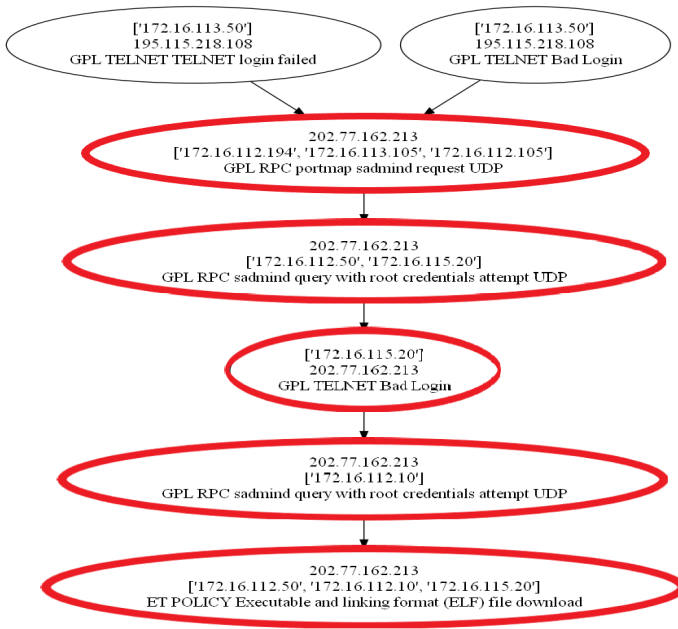 ['172.16.113.50']
195.115.218.108
GPL TELNET TELNET login failed
['172.16.113.50']
195.115.218.108
GPL TELNET Bad Login
202.77.162.213
['172.16.112.194', '172.16.113.105', '172.16.112.105']
GPL RPC portmap sadmind request UDP
202.77.162.213
['172.16.112.50', '172.16.115.20']
GPL RPC sadmind query with root credentials attempt UDP
['172.16.115.20']
202.77.162.213
GPL TELNET Bad Login
202.77.162.213
['172.16.112.10']
GPL RPC sadmind query with root credentials attempt UDP
202.77.162.213
['172.16.112.50', '172.16.112.10', '172.16.115.20']
ET POLICY Executable and linking format (ELF) file download